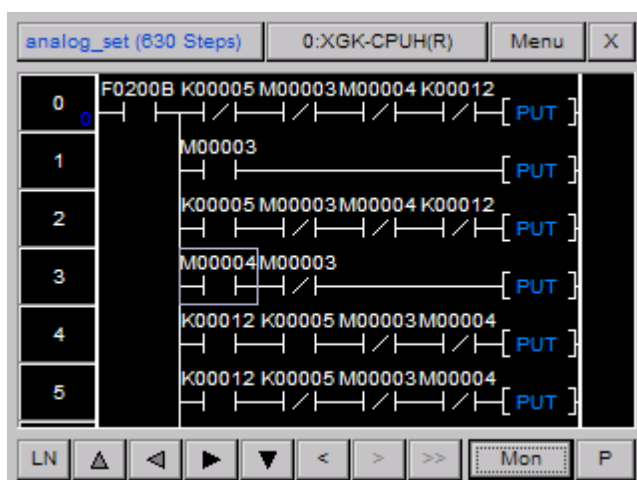 analog_set (630 Steps) 0:XGK-CPUH(R) Menu X
F0200B K00005 M00003 M00004 K00012
0 0 PUT
M00003
1 PUT
K00005 M00003 M00004 K00012
2 PUT
M00004 M00003
3 PUT
K00012 K00005 M00003 M00004
4 PUT
K00012 K00005 M00003 M00004
5 PUT
LN < > >> Mon P